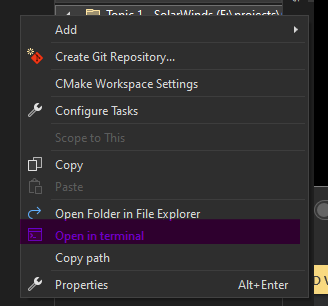 Topic 1 - SolarWinds (F:\projects)
Add
Create Git Repository...
CMake Workspace Settings
Configure Tasks
Scope to This
Copy
Paste
Open Folder in File Explorer
Open in terminal
Copy path
Properties Alt+Enter